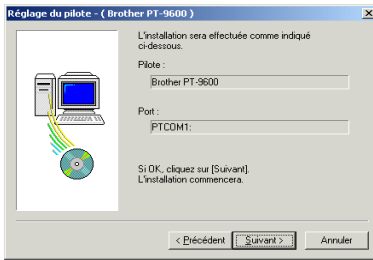 Réglage du pilote - ( Brother PT-9600 )
L'installation sera effectuée comme indiqué
ci-dessous.
Pilote :
Brother PT-9600
Port :
PTCOM1:
Si OK, cliquez sur [Suivant].
L'installation commencera.
< Précédent
Suivant >
Annuler